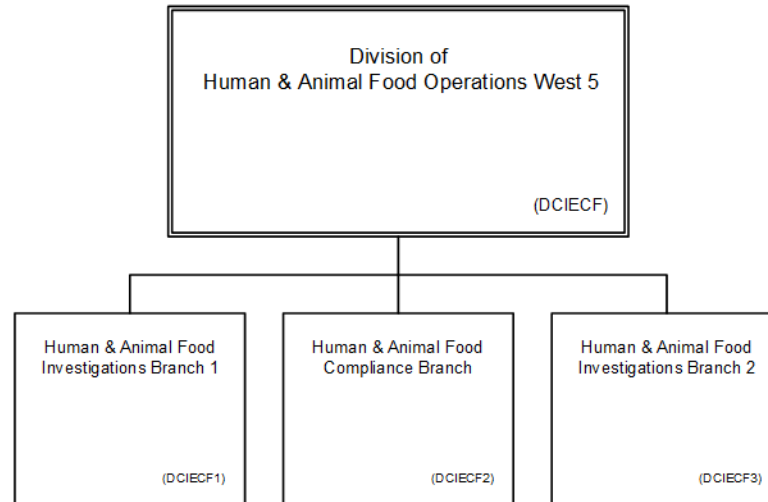 Division of
Human & Animal Food Operations West 5
(DCIECF)
Human & Animal Food
Investigations Branch 1
(DCIECF1)
Human & Animal Food
Compliance Branch
(DCIECF2)
Human & Animal Food
Investigations Branch 2
(DCIECF3)